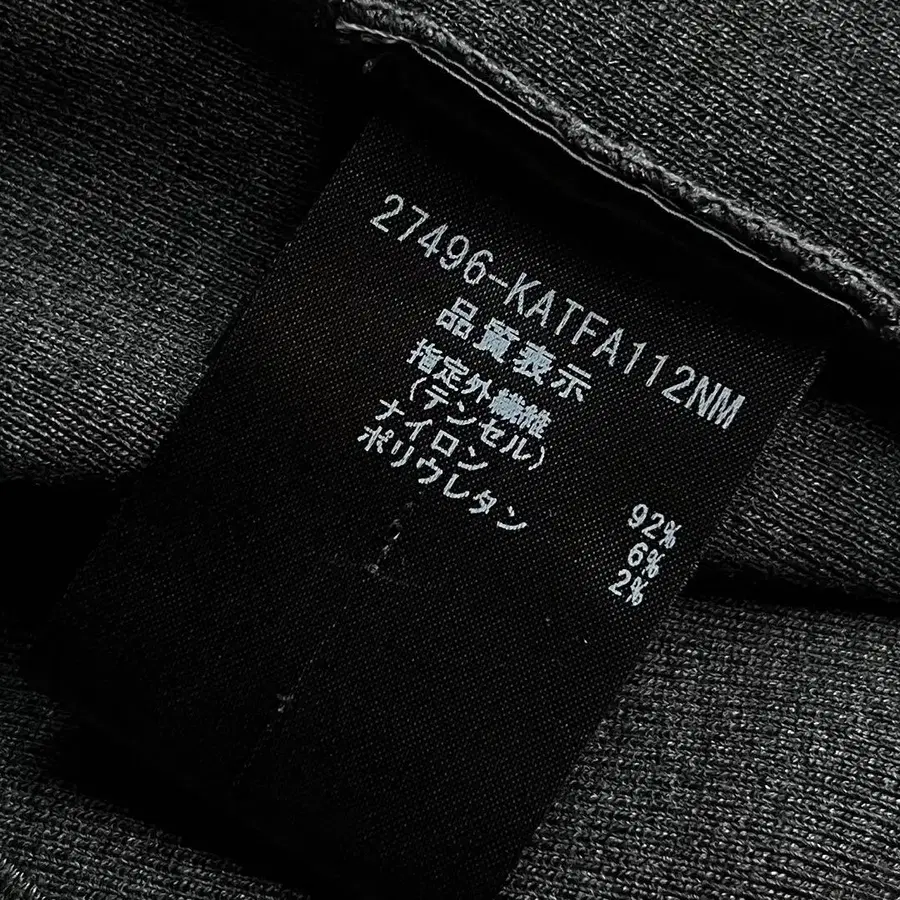 27496-KATFA112NM
品質表示
指定外繊維
(テンセル) 92%
ナイロン 6%
ポリウレタン 2%